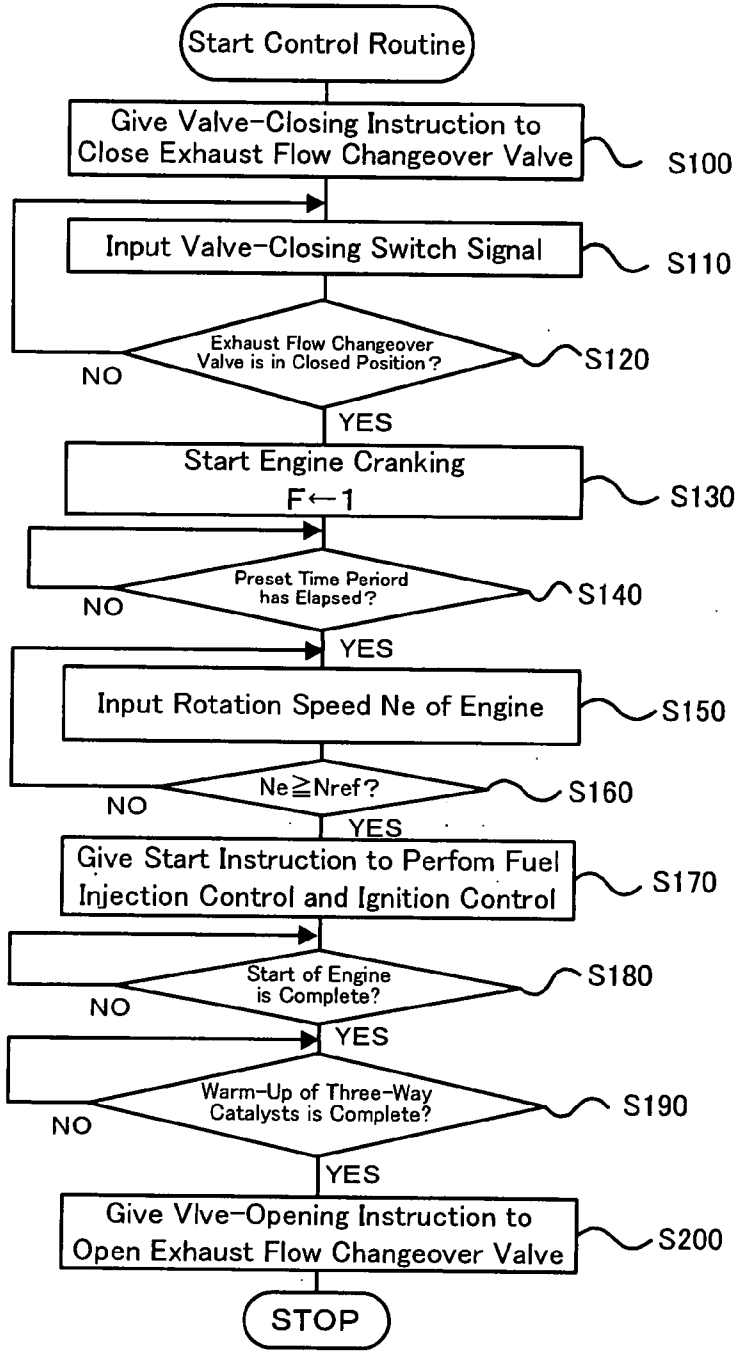 Start Control Routine
Give Valve-Closing Instruction to
Close Exhaust Flow Changeover Valve
S100
Input Valve-Closing Switch Signal
S110
Exhaust Flow Changeover
Valve is in Closed Position?
S120
NO
YES
Start Engine Cranking
F←1
S130
Preset Time Periord
has Elapsed?
S140
NO
YES
Input Rotation Speed Ne of Engine
S150
Ne≧Nref?
S160
NO
YES
Give Start Instruction to Perfom Fuel
Injection Control and Ignition Control
S170
Start of Engine
is Complete?
S180
NO
YES
Warm-Up of Three-Way
Catalysts is Complete?
S190
NO
YES
Give Vlve-Opening Instruction to
Open Exhaust Flow Changeover Valve
S200
STOP